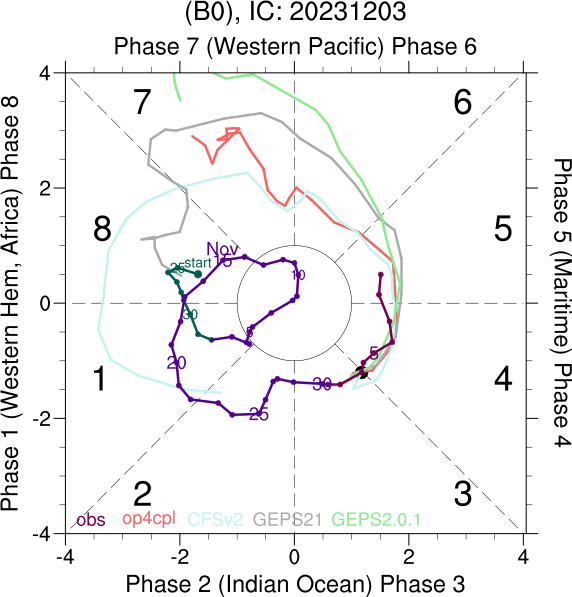 (B0), IC: 20231203
Phase 7 (Western Pacific) Phase 6
Phase 1 (Western Hem, Africa) Phase 8
Phase 5 (Maritime) Phase 4
4
7 6
2
8 5
Nov
15
25 start
10
0
30
5
5
20
1 4
30
25
-2
2 3
obs op4cpl CFSv2 GEPS21 GEPS2.0.1
-4
-4 -2 0 2 4
Phase 2 (Indian Ocean) Phase 3